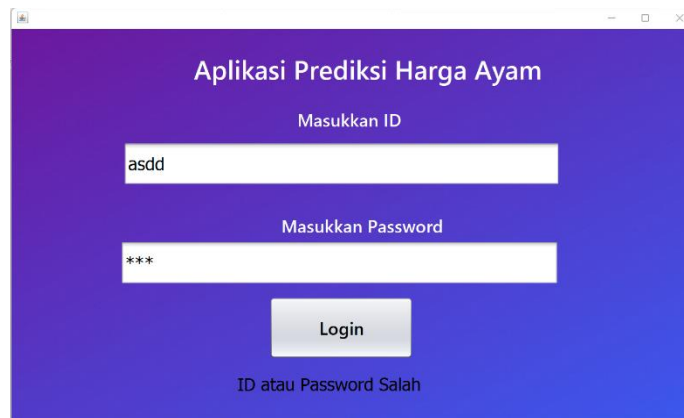 Aplikasi Prediksi Harga Ayam
Masukkan ID
asdd
Masukkan Password
***
Login
ID atau Password Salah